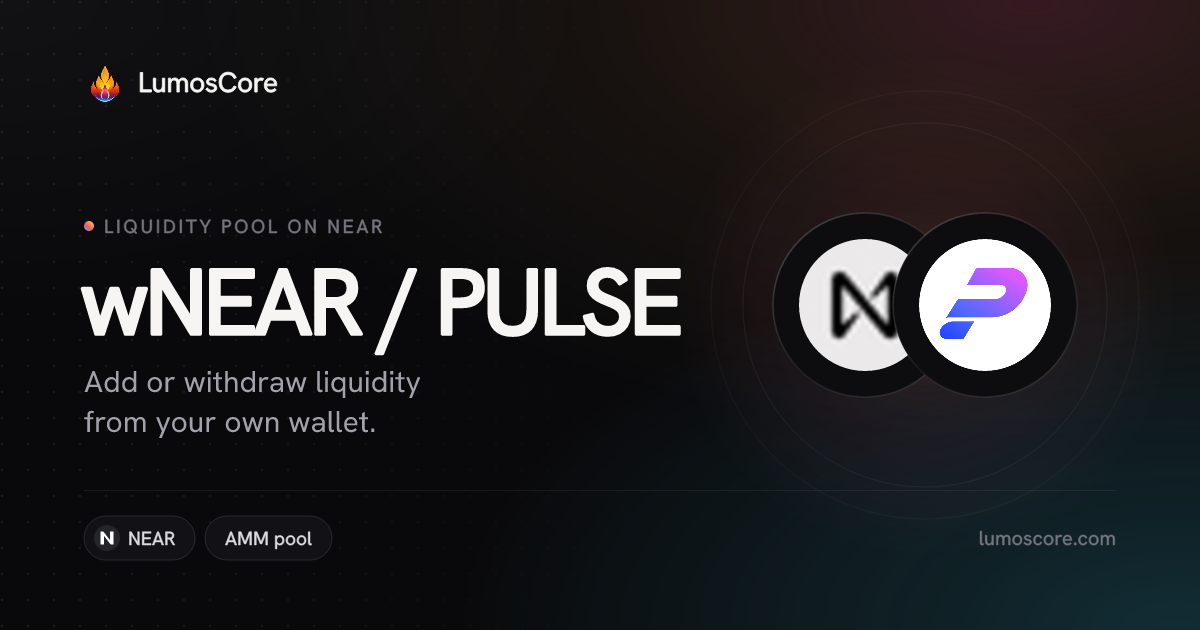 LumosCore
LIQUIDITY POOL ON NEAR
wNEAR / PULSE
Add or withdraw liquidity
from your own wallet.
NEAR
AMM pool
lumoscore.com